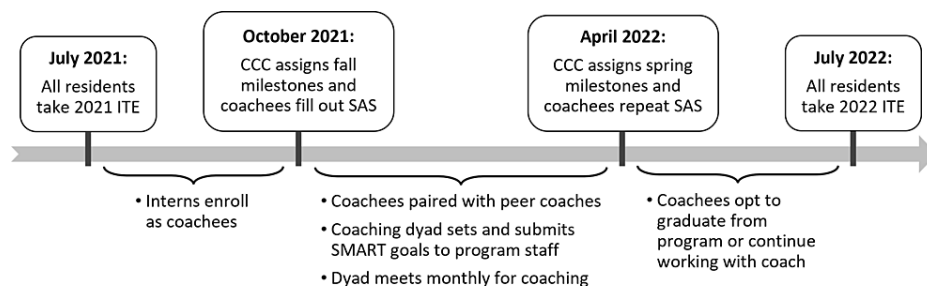 July 2021:
All residents
take 2021 ITE
October 2021:
CCC assigns fall
milestones and
coachees fill out SAS
April 2022:
CCC assigns spring
milestones and
coachees repeat SAS
July 2022:
All residents
take 2022 ITE
• Interns enroll
as coachees
• Coachees paired with peer coaches
• Coaching dyad sets and submits
SMART goals to program staff
• Dyad meets monthly for coaching
• Coachees opt to
graduate from
program or continue
working with coach